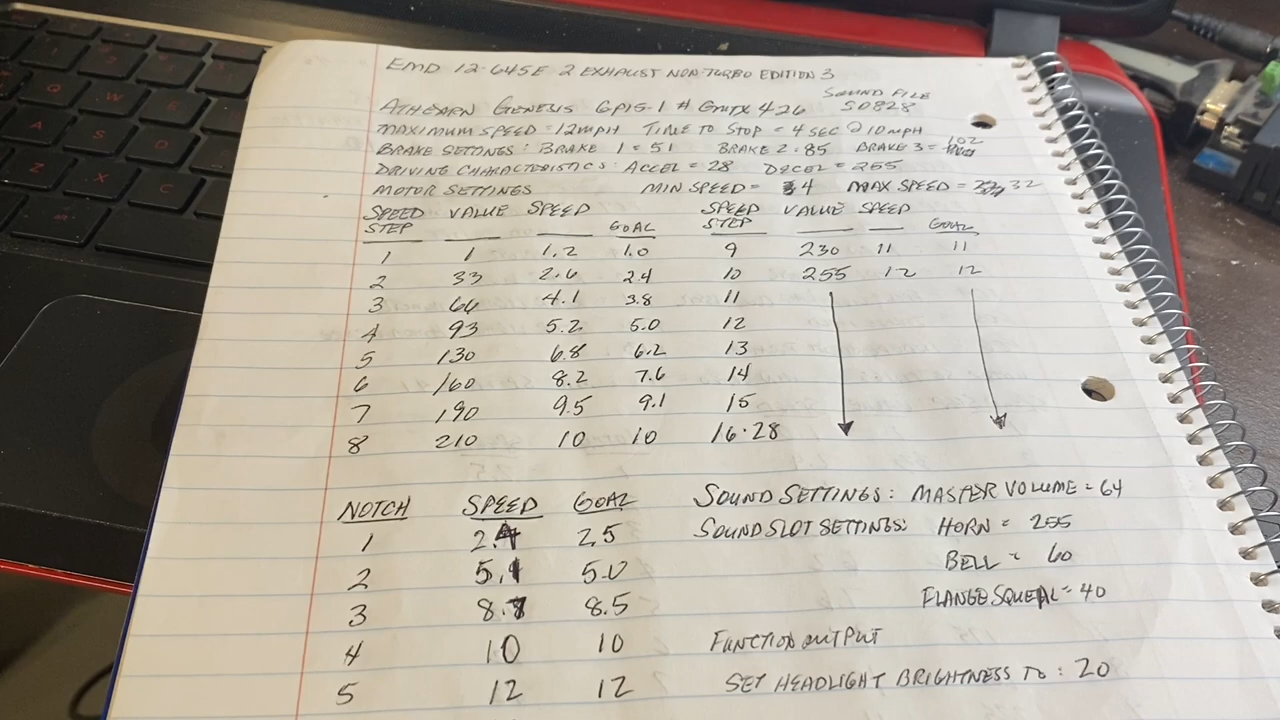 EMD 12-645E 2 EXHAUST NON-TURBO EDITION 3
SOUND FILE
ATHEARN GENESIS GP15-1 # GMTX 426 SD828
MAXIMUM SPEED = 12MPH TIME TO STOP = 4 SEC @ 10MPH
BRAKE SETTINGS: BRAKE 1 = 51 BRAKE 2 = 85 BRAKE 3 = 102
DRIVING CHARACTERISTICS: ACCEL = 28 DECEL = 255
MOTOR SETTINGS MIN SPEED = 4 MAX SPEED = 32
SPEED STEP VALUE SPEED GOAL SPEED STEP VALUE SPEED GOAL
1 1 1.2 1.0 9 230 11 11
2 33 2.6 2.4 10 255 12 12
3 66 4.1 3.8 11
4 93 5.2 5.0 12
5 130 6.8 6.2 13
6 160 8.2 7.6 14
7 190 9.5 9.1 15
8 210 10 10 16-28
NOTCH SPEED GOAL SOUND SETTINGS: MASTER VOLUME = 64
1 2.4 2.5 SOUND SLOT SETTINGS: HORN = 255
2 5.1 5.0 BELL = 60
3 8.7 8.5 FLANGE SQUEAL = 40
4 10 10 FUNCTION OUTPUT
5 12 12 SET HEADLIGHT BRIGHTNESS TO: 20